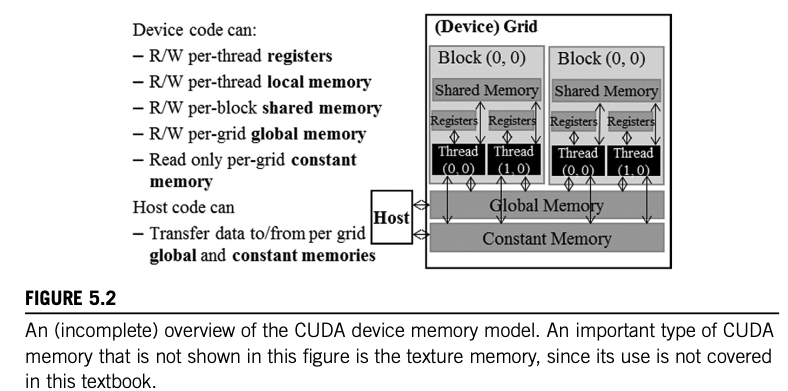 Device code can:
– R/W per-thread registers
– R/W per-thread local memory
– R/W per-block shared memory
– R/W per-grid global memory
– Read only per-grid constant
memory
Host code can
– Transfer data to/from per grid
global and constant memories
(Device) Grid
Block (0, 0)
Shared Memory
Registers
Registers
Thread
(0, 0)
Thread
(1, 0)
Block (0, 0)
Shared Memory
Registers
Registers
Thread
(0, 0)
Thread
(1, 0)
Host
Global Memory
Constant Memory
FIGURE 5.2
An (incomplete) overview of the CUDA device memory model. An important type of CUDA
memory that is not shown in this figure is the texture memory, since its use is not covered
in this textbook.